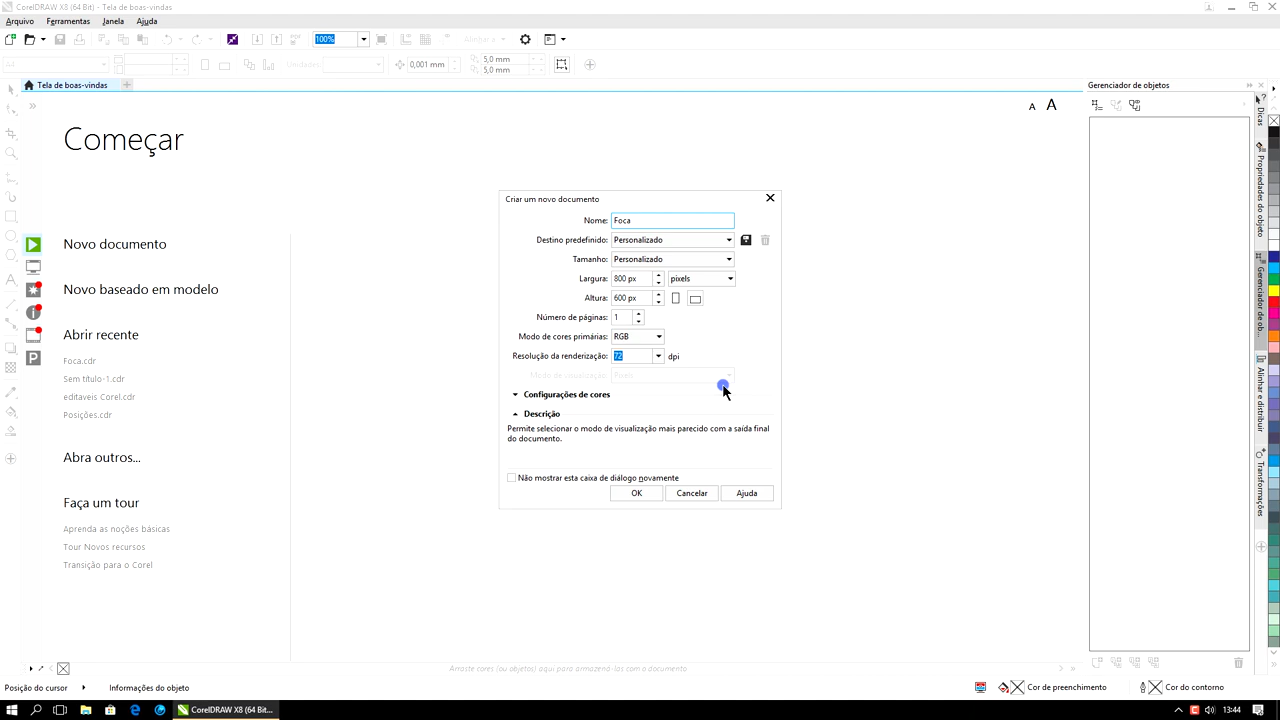 CorelDRAW X8 (64 Bit) - Tela de boas-vindas
Arquivo Ferramentas Janela Ajuda
100%
A4
Unidades:
0,001 mm
5,0 mm
5,0 mm
Tela de boas-vindas
Gerenciador de objetos
A A
Começar
Novo documento
Novo baseado em modelo
Abrir recente
Foca.cdr
Sem título-1.cdr
editaveis Corel.cdr
Posições.cdr
Abra outros...
Faça um tour
Aprenda as noções básicas
Tour Novos recursos
Transição para o Corel
Criar um novo documento
Nome: Foca
Destino predefinido: Personalizado
Tamanho: Personalizado
Largura: 800 px pixels
Altura: 600 px
Número de páginas: 1
Modo de cores primárias: RGB
Resolução da renderização: 72 dpi
Modo de visualização: Pixels
Configurações de cores
Descrição
Permite selecionar o modo de visualização mais parecido com a saída final
do documento.
Não mostrar esta caixa de diálogo novamente
OK Cancelar Ajuda
Dicas
Propriedades do objeto
Gerenciador de ob...
Alinhar e distribuir
Transformações
Arraste cores (ou objetos) aqui para armazená-las com o documento
Posição do cursor Informações do objeto
Cor de preenchimento Cor do contorno
CorelDRAW X8 (64 Bit...
13:44